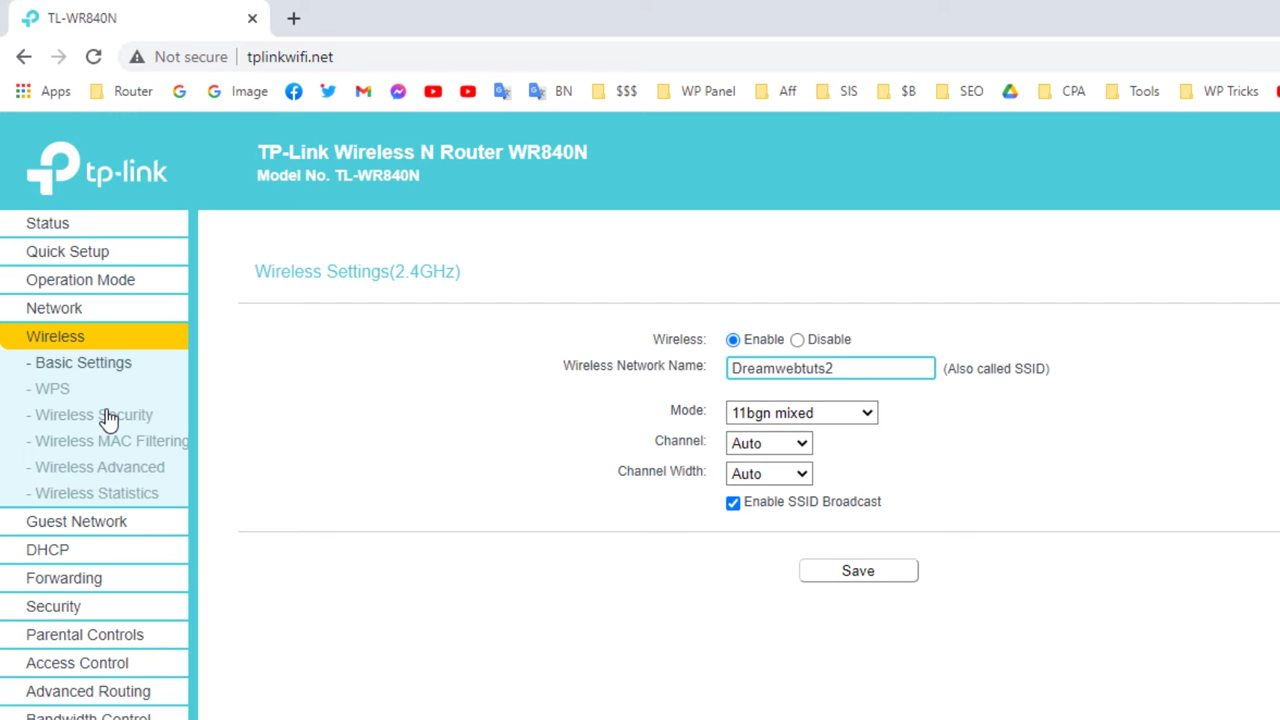 TL-WR840N
Not secure tplinkwifi.net
Apps Router Image BN $$$ WP Panel Aff SIS $B SEO CPA Tools WP Tricks
tp-link
TP-Link Wireless N Router WR840N
Model No. TL-WR840N
Status
Quick Setup
Operation Mode
Network
Wireless
- Basic Settings
- WPS
- Wireless Security
- Wireless MAC Filtering
- Wireless Advanced
- Wireless Statistics
Guest Network
DHCP
Forwarding
Security
Parental Controls
Access Control
Advanced Routing
Bandwidth Control
Wireless Settings(2.4GHz)
Wireless: Enable Disable
Wireless Network Name: Dreamwebtuts2 (Also called SSID)
Mode: 11bgn mixed
Channel: Auto
Channel Width: Auto
Enable SSID Broadcast
Save